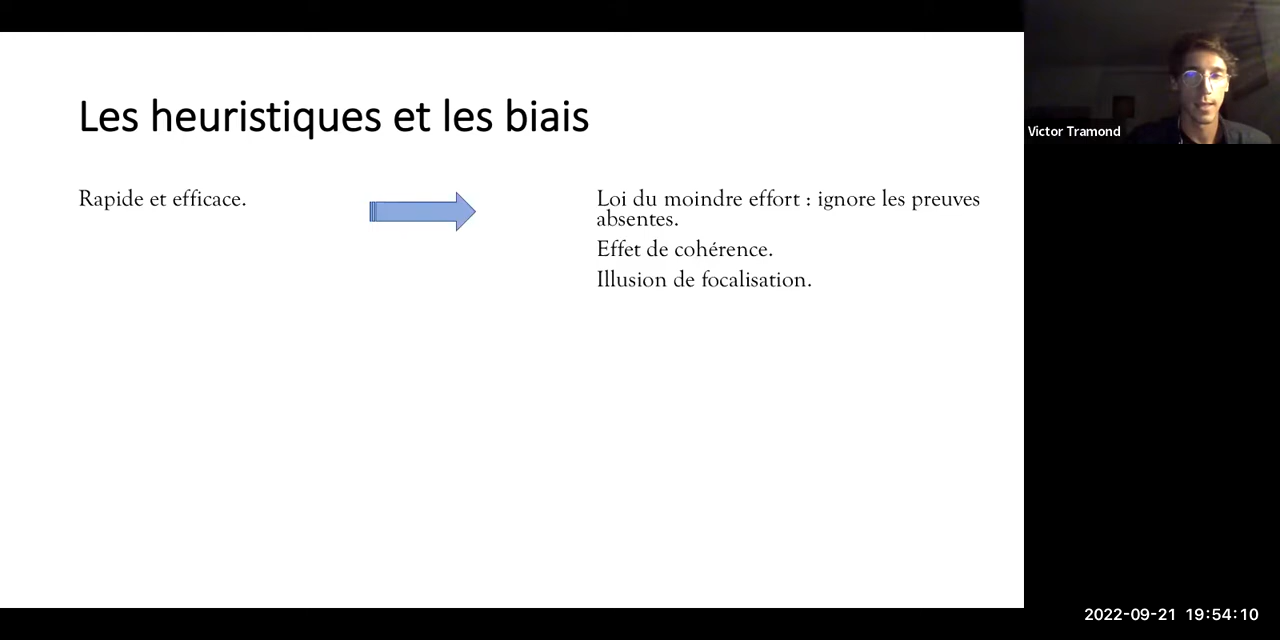 Les heuristiques et les biais
Rapide et efficace.
Loi du moindre effort : ignore les preuves
absentes.
Effet de cohérence.
Illusion de focalisation.
Victor Tramond
2022-09-21 19:54:10